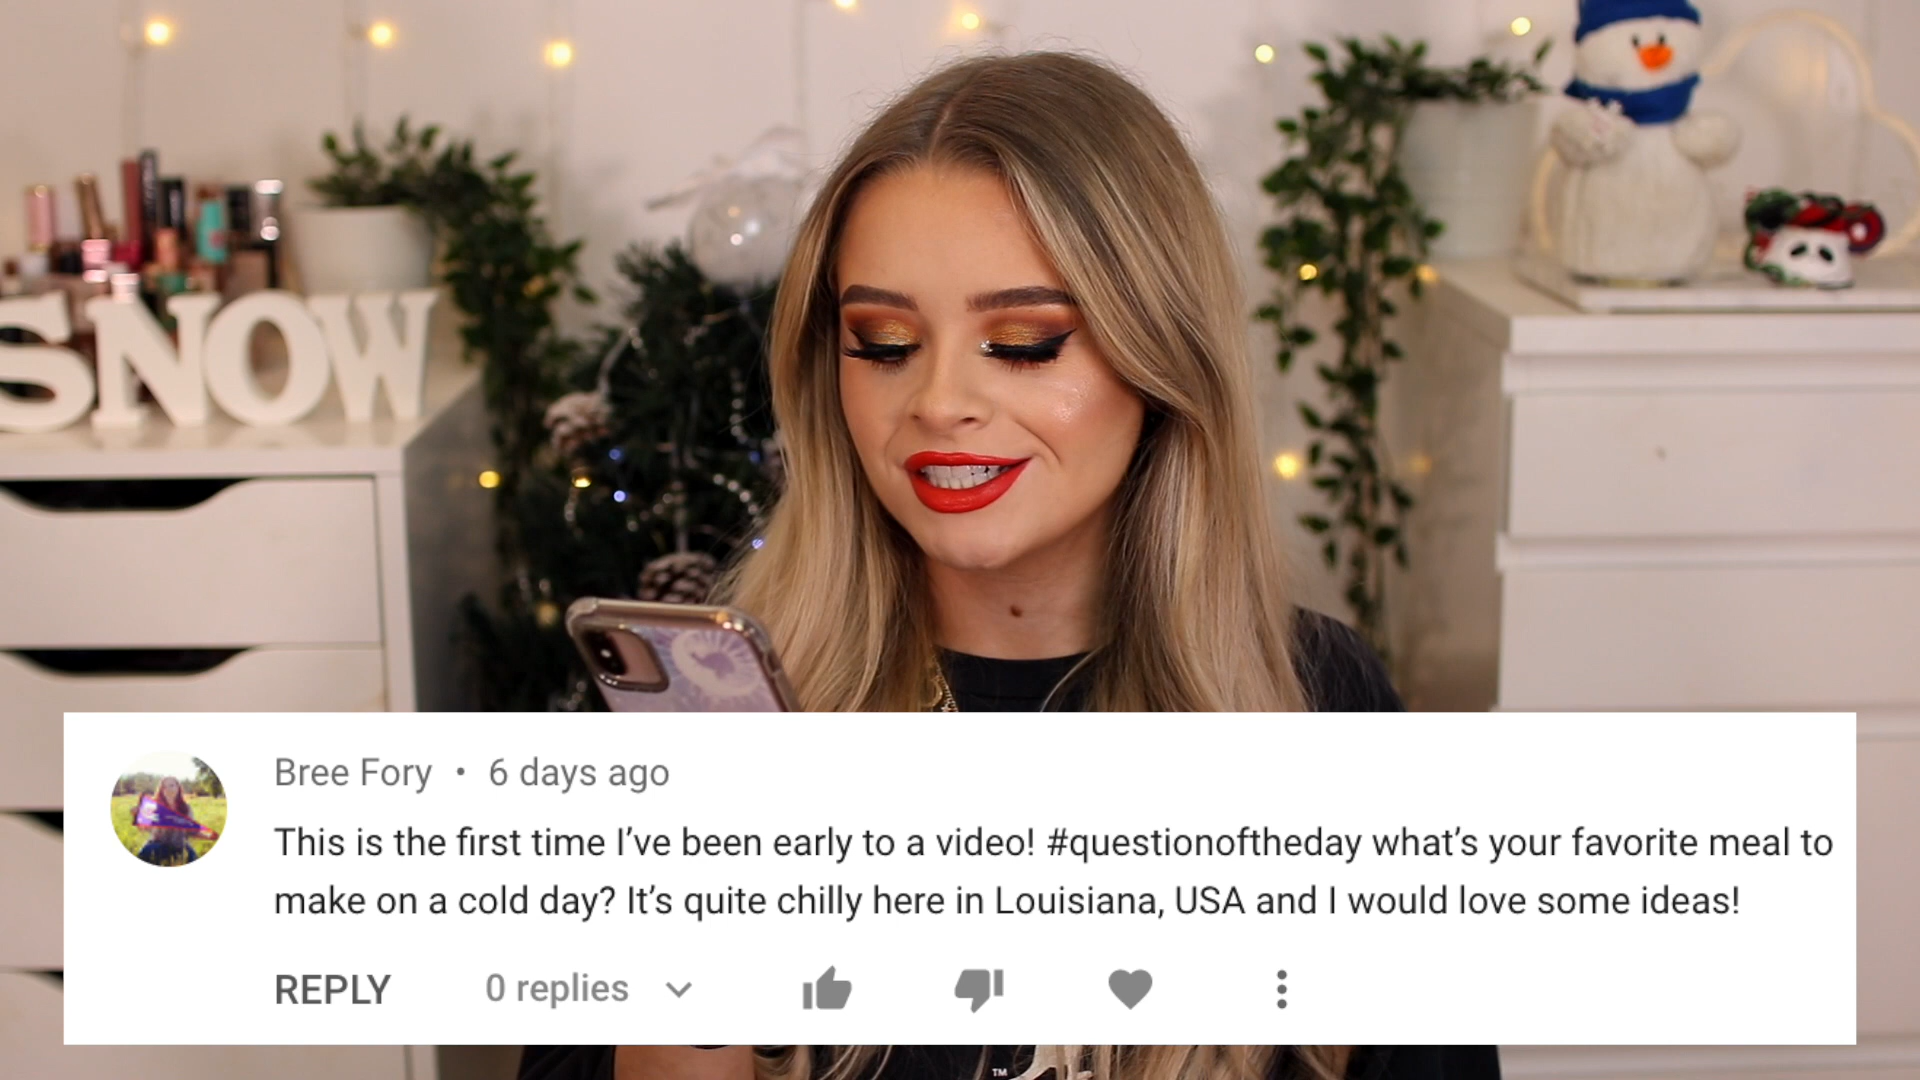 SNOW
Bree Fory • 6 days ago
This is the first time I’ve been early to a video! #questionoftheday what’s your favorite meal to
make on a cold day? It’s quite chilly here in Louisiana, USA and I would love some ideas!
REPLY 0 replies
™